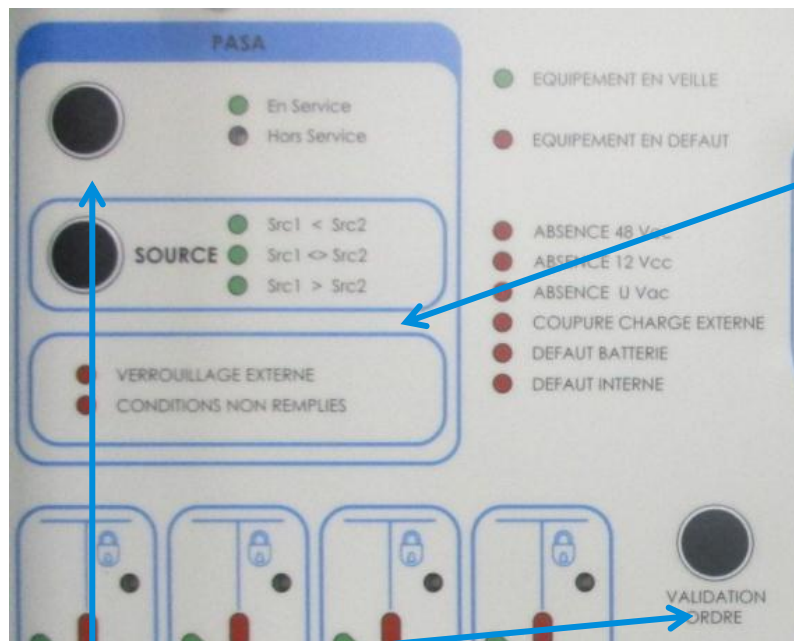 PASA
En Service
Hors Service
SOURCE
Src1 < Src2
Src1 <> Src2
Src1 > Src2
VERROUILLAGE EXTERNE
CONDITIONS NON REMPLIES
EQUIPEMENT EN VEILLE
EQUIPEMENT EN DEFAUT
ABSENCE 48 Vcc
ABSENCE 12 Vcc
ABSENCE U Vac
COUPURE CHARGE EXTERNE
DEFAUT BATTERIE
DEFAUT INTERNE
VALIDATION
ORDRE